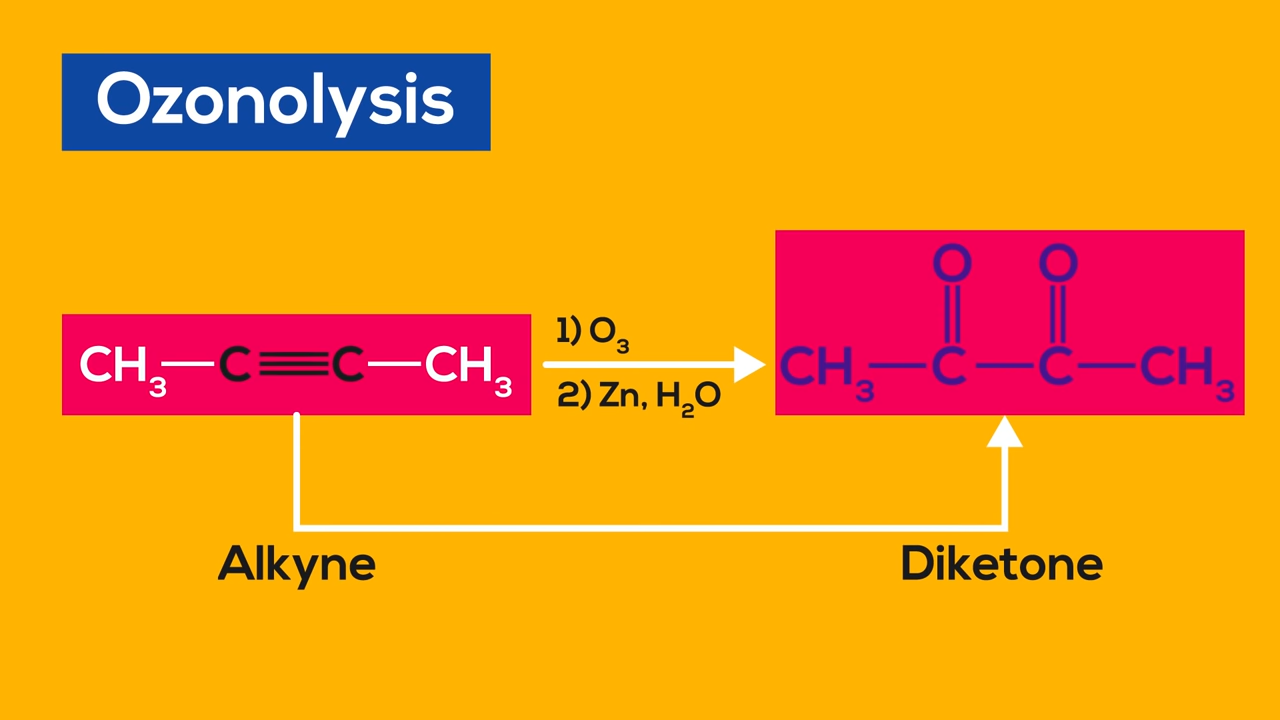 Ozonolysis
O O
CH₃—C≡C—CH₃
1) O₃
2) Zn, H₂O
CH₃—C—C—CH₃
Alkyne
Diketone